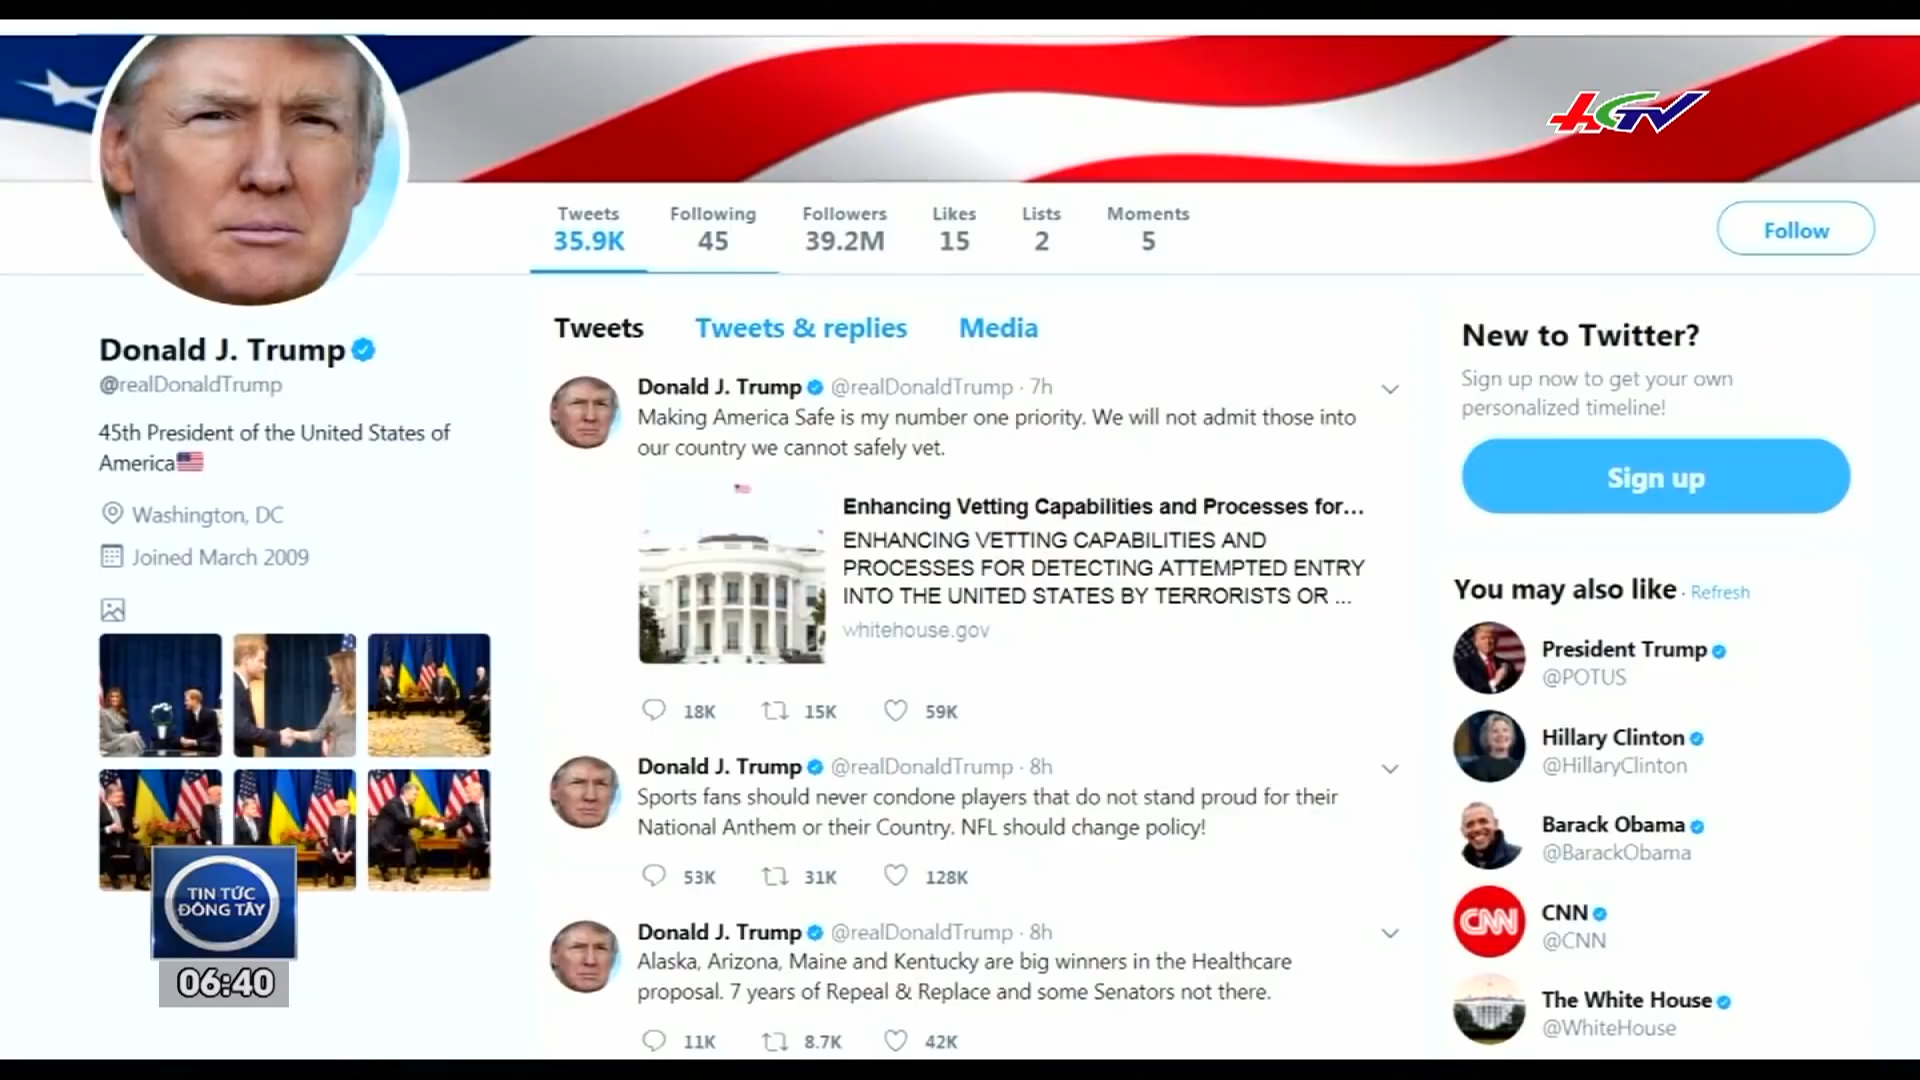 HGTV
Tweets
35.9K
Following
45
Followers
39.2M
Likes
15
Lists
2
Moments
5
Follow
Donald J. Trump
@realDonaldTrump
45th President of the United States of
America
Washington, DC
Joined March 2009
TIN TỨC
ĐÔNG TÂY
06:40
Tweets
Tweets & replies
Media
Donald J. Trump @realDonaldTrump · 7h
Making America Safe is my number one priority. We will not admit those into
our country we cannot safely vet.
Enhancing Vetting Capabilities and Processes for...
ENHANCING VETTING CAPABILITIES AND
PROCESSES FOR DETECTING ATTEMPTED ENTRY
INTO THE UNITED STATES BY TERRORISTS OR ...
whitehouse.gov
18K 15K 59K
Donald J. Trump @realDonaldTrump · 8h
Sports fans should never condone players that do not stand proud for their
National Anthem or their Country. NFL should change policy!
53K 31K 128K
Donald J. Trump @realDonaldTrump · 8h
Alaska, Arizona, Maine and Kentucky are big winners in the Healthcare
proposal. 7 years of Repeal & Replace and some Senators not there.
11K 8.7K 42K
New to Twitter?
Sign up now to get your own
personalized timeline!
Sign up
You may also like · Refresh
President Trump
@POTUS
Hillary Clinton
@HillaryClinton
Barack Obama
@BarackObama
CNN
CNN
@CNN
The White House
@WhiteHouse